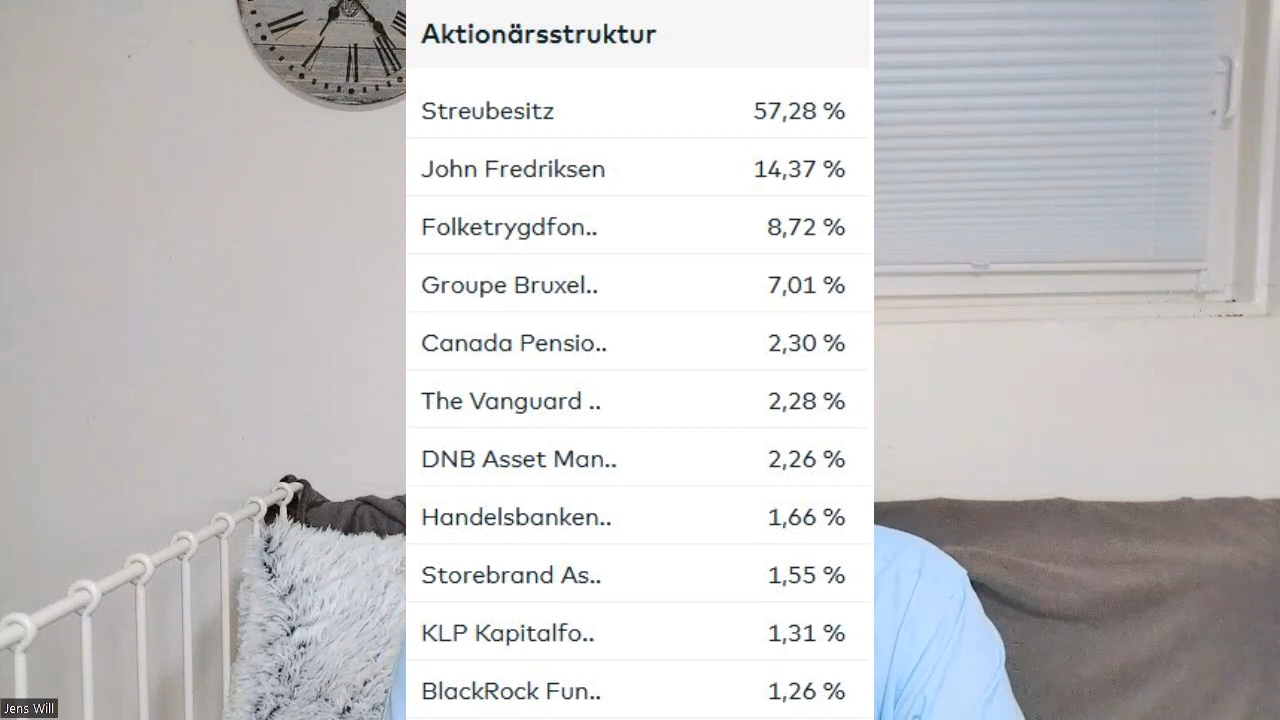 Aktionärsstruktur
Streubesitz 57,28 %
John Fredriksen 14,37 %
Folketrygdfon.. 8,72 %
Groupe Bruxel.. 7,01 %
Canada Pensio.. 2,30 %
The Vanguard .. 2,28 %
DNB Asset Man.. 2,26 %
Handelsbanken.. 1,66 %
Storebrand As.. 1,55 %
KLP Kapitalfo.. 1,31 %
BlackRock Fun.. 1,26 %
Jens Will